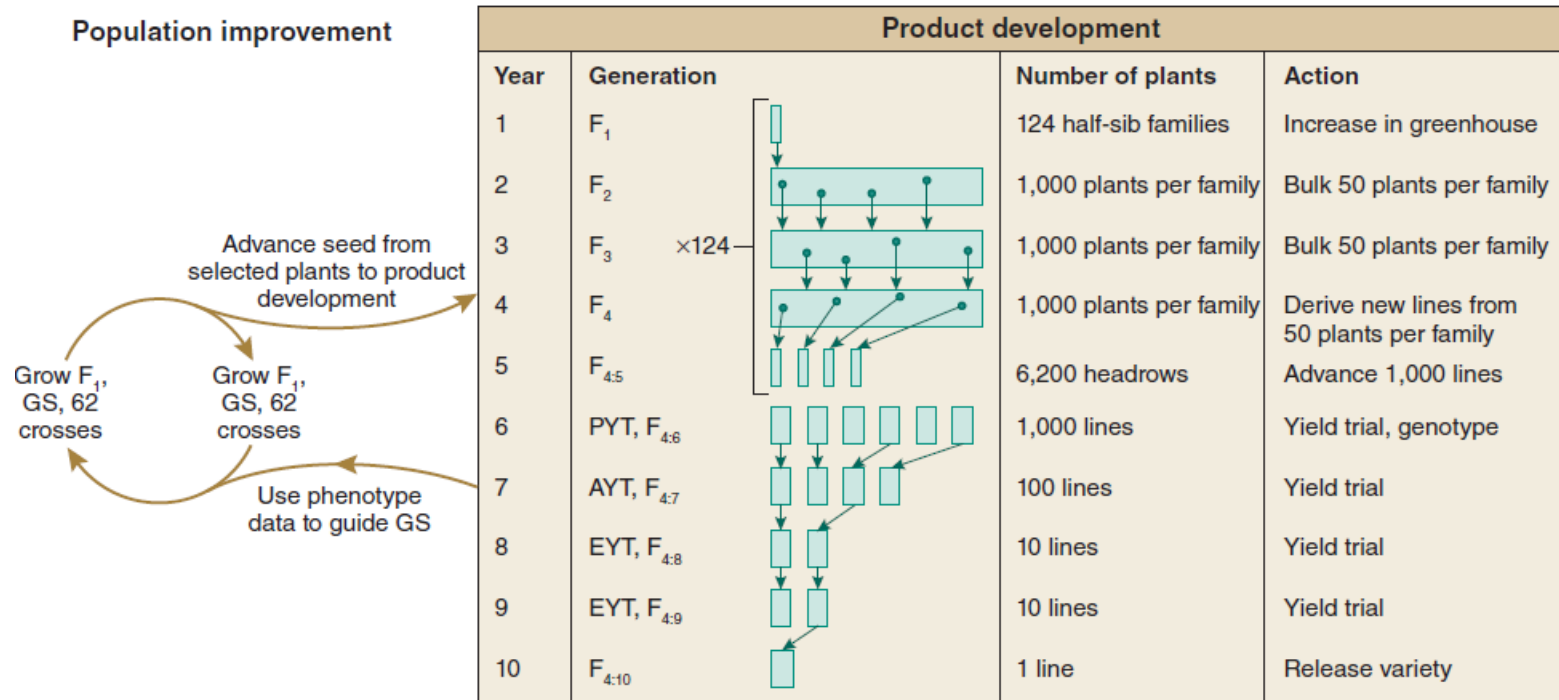 Population improvement
Advance seed from
selected plants to product
development
Grow F₁,
GS, 62
crosses
Grow F₁,
GS, 62
crosses
Use phenotype
data to guide GS
Product development
Year Generation Number of plants Action
1 F₁ 124 half-sib families Increase in greenhouse
2 F₂ 1,000 plants per family Bulk 50 plants per family
3 F₃ ×124 1,000 plants per family Bulk 50 plants per family
4 F₄ 1,000 plants per family Derive new lines from
50 plants per family
5 F₄:₅ 6,200 headrows Advance 1,000 lines
6 PYT, F₄:₆ 1,000 lines Yield trial, genotype
7 AYT, F₄:₇ 100 lines Yield trial
8 EYT, F₄:₈ 10 lines Yield trial
9 EYT, F₄:₉ 10 lines Yield trial
10 F₄:₁₀ 1 line Release variety